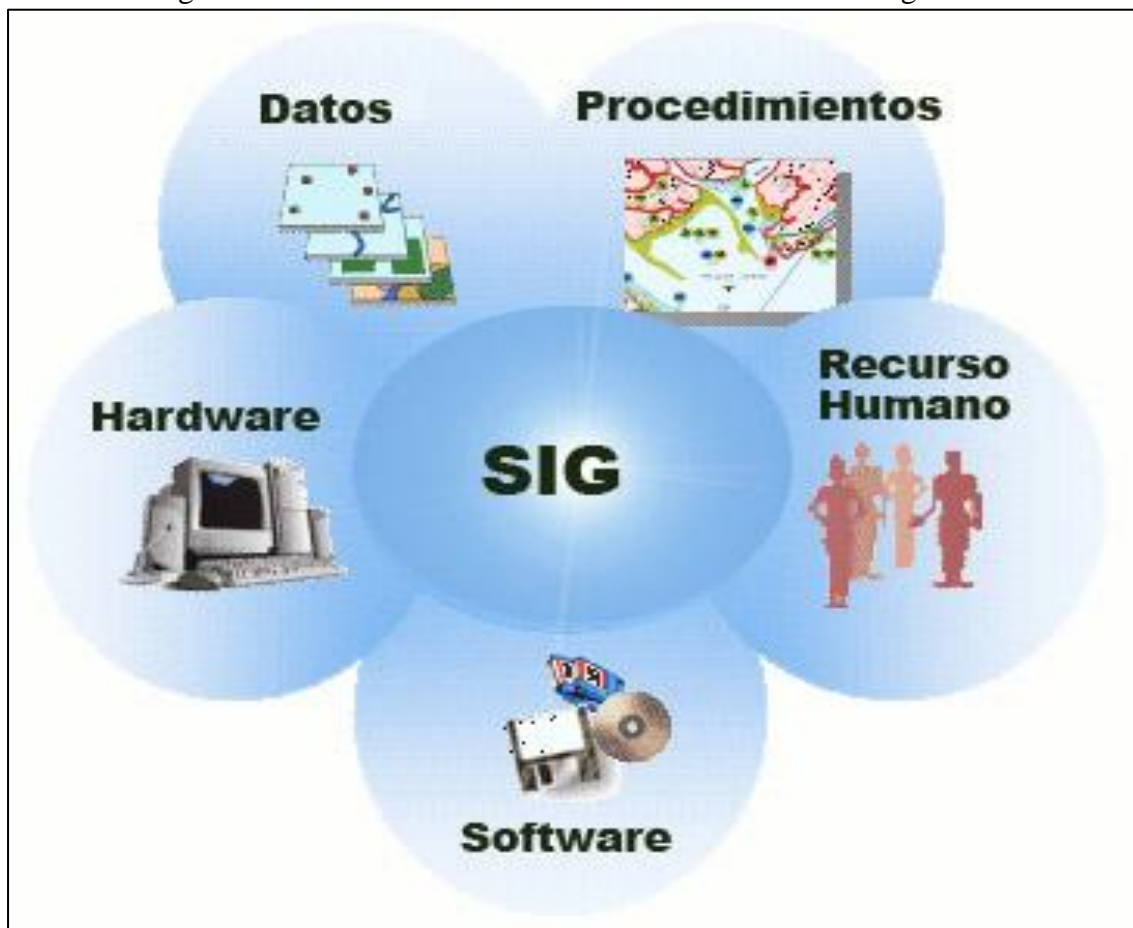 Datos
Procedimientos
Hardware
SIG
Recurso
Humano
Software